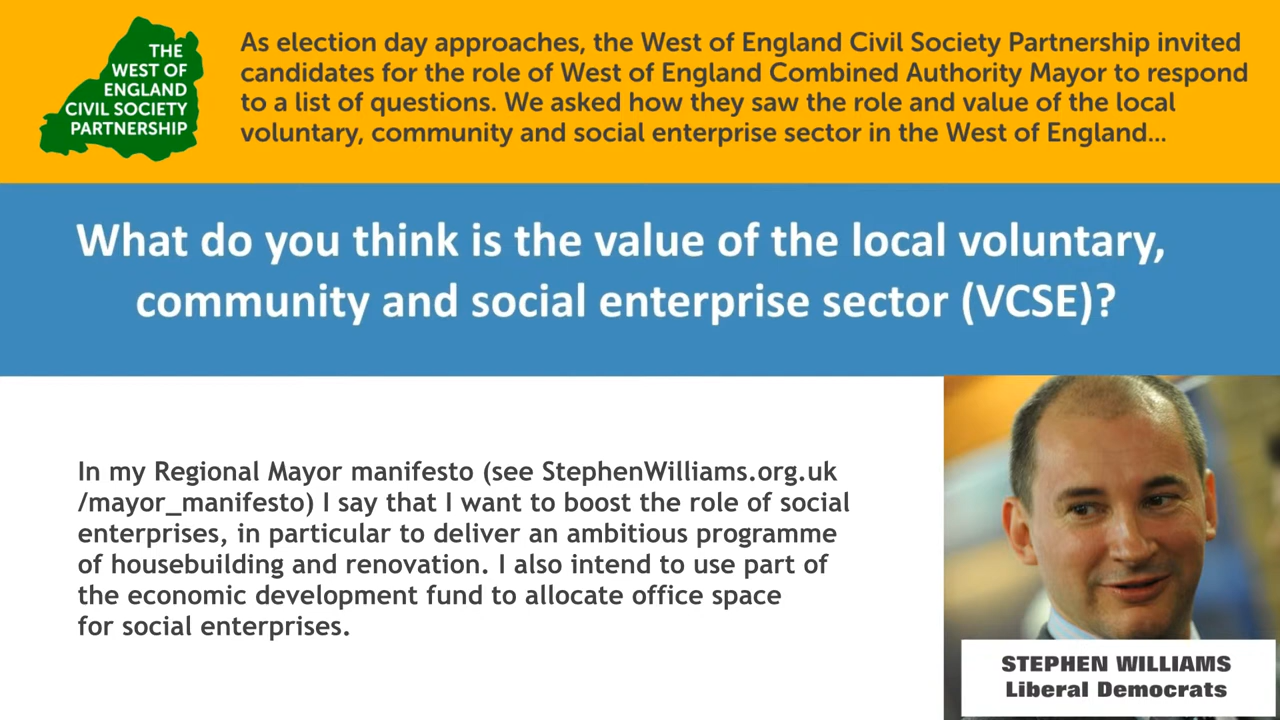 THE
WEST OF
ENGLAND
CIVIL SOCIETY
PARTNERSHIP
As election day approaches, the West of England Civil Society Partnership invited
candidates for the role of West of England Combined Authority Mayor to respond
to a list of questions. We asked how they saw the role and value of the local
voluntary, community and social enterprise sector in the West of England...
What do you think is the value of the local voluntary,
community and social enterprise sector (VCSE)?
In my Regional Mayor manifesto (see StephenWilliams.org.uk
/mayor_manifesto) I say that I want to boost the role of social
enterprises, in particular to deliver an ambitious programme
of housebuilding and renovation. I also intend to use part of
the economic development fund to allocate office space
for social enterprises.
STEPHEN WILLIAMS
Liberal Democrats